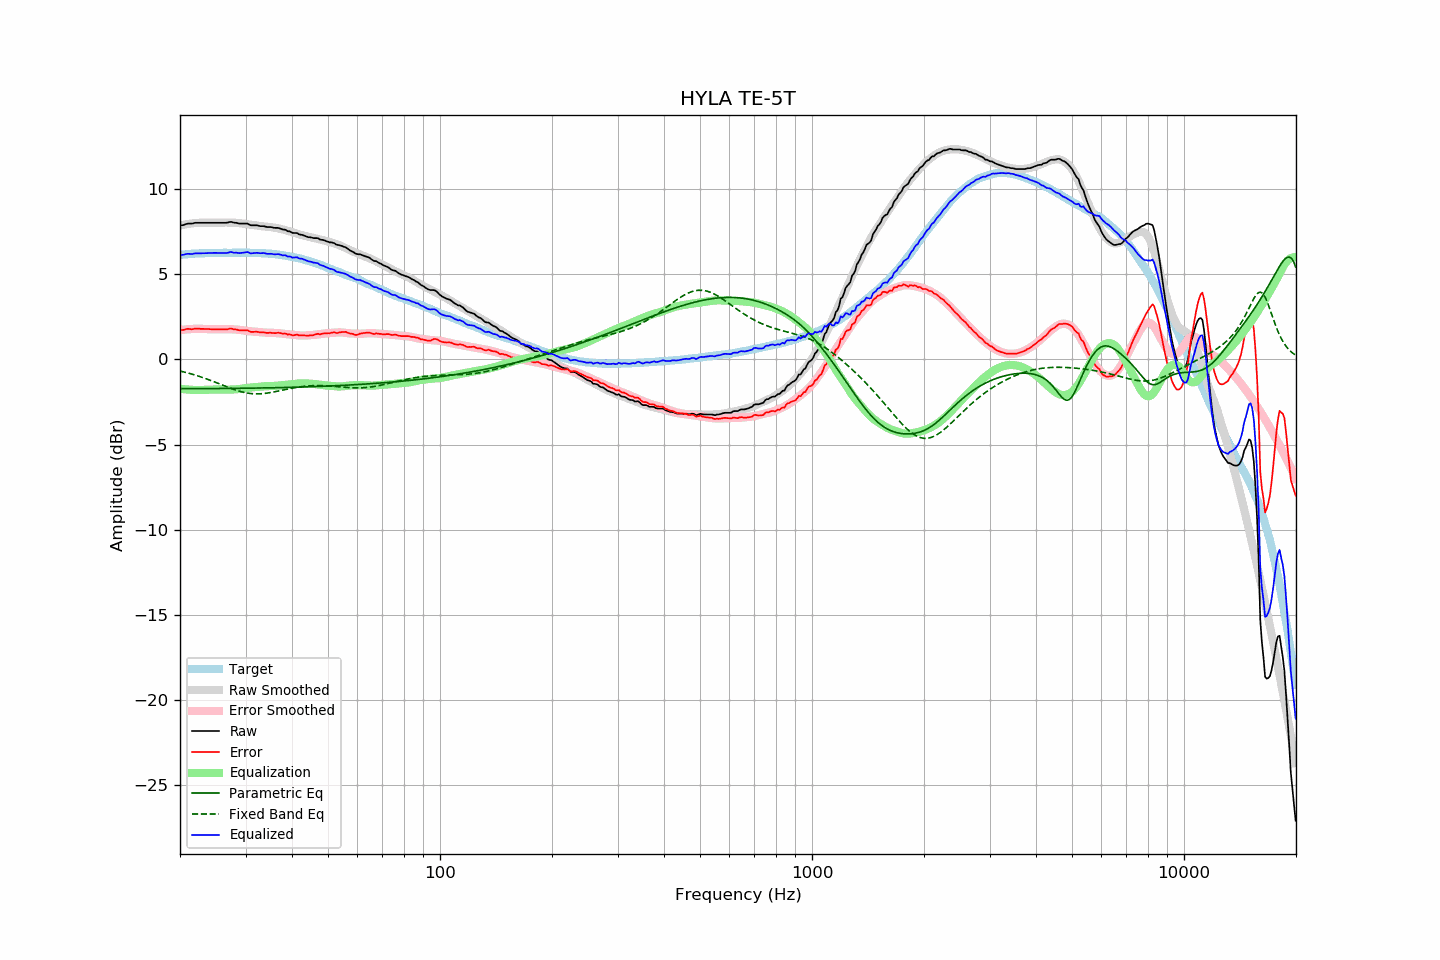 HYLA TE-5T
Amplitude (dBr)
10
5
0
−5
−10
−15
−20
−25
Target
Raw Smoothed
Error Smoothed
Raw
Error
Equalization
Parametric Eq
Fixed Band Eq
Equalized
100
1000
10000
Frequency (Hz)